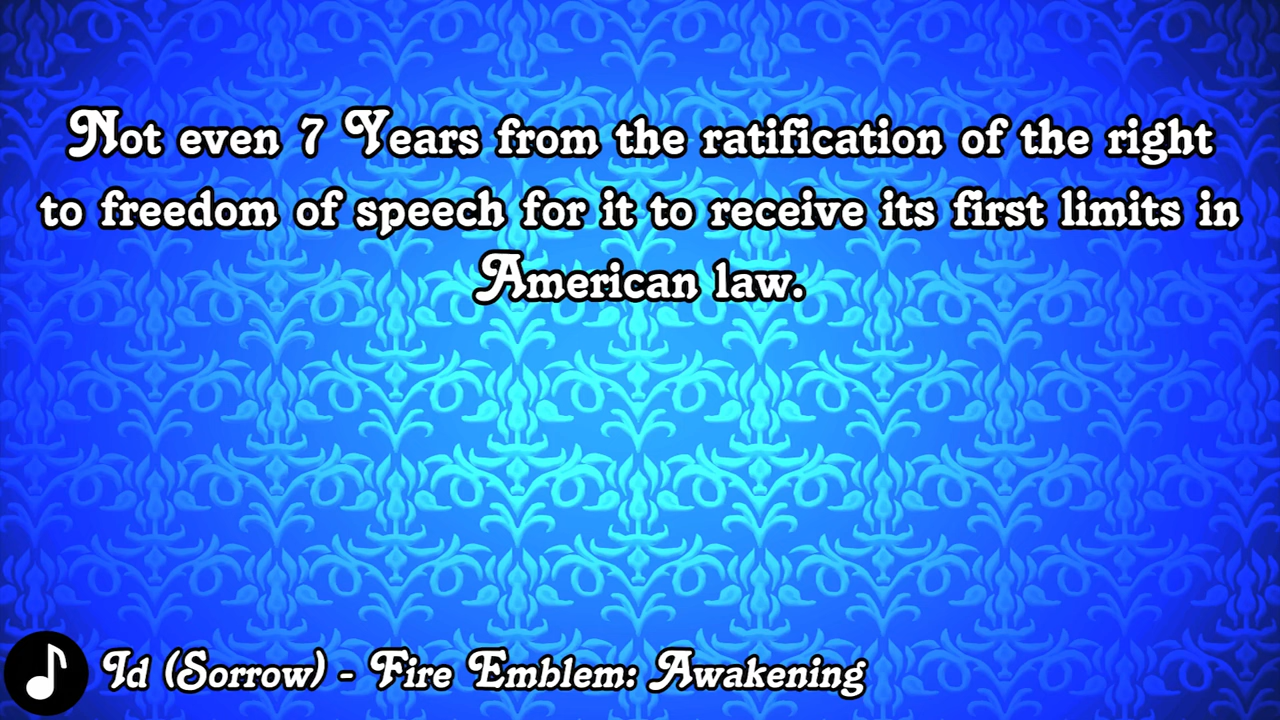 Not even 7 Years from the ratification of the right
to freedom of speech for it to receive its first limits in
American law.
Id (Sorrow) - Fire Emblem: Awakening